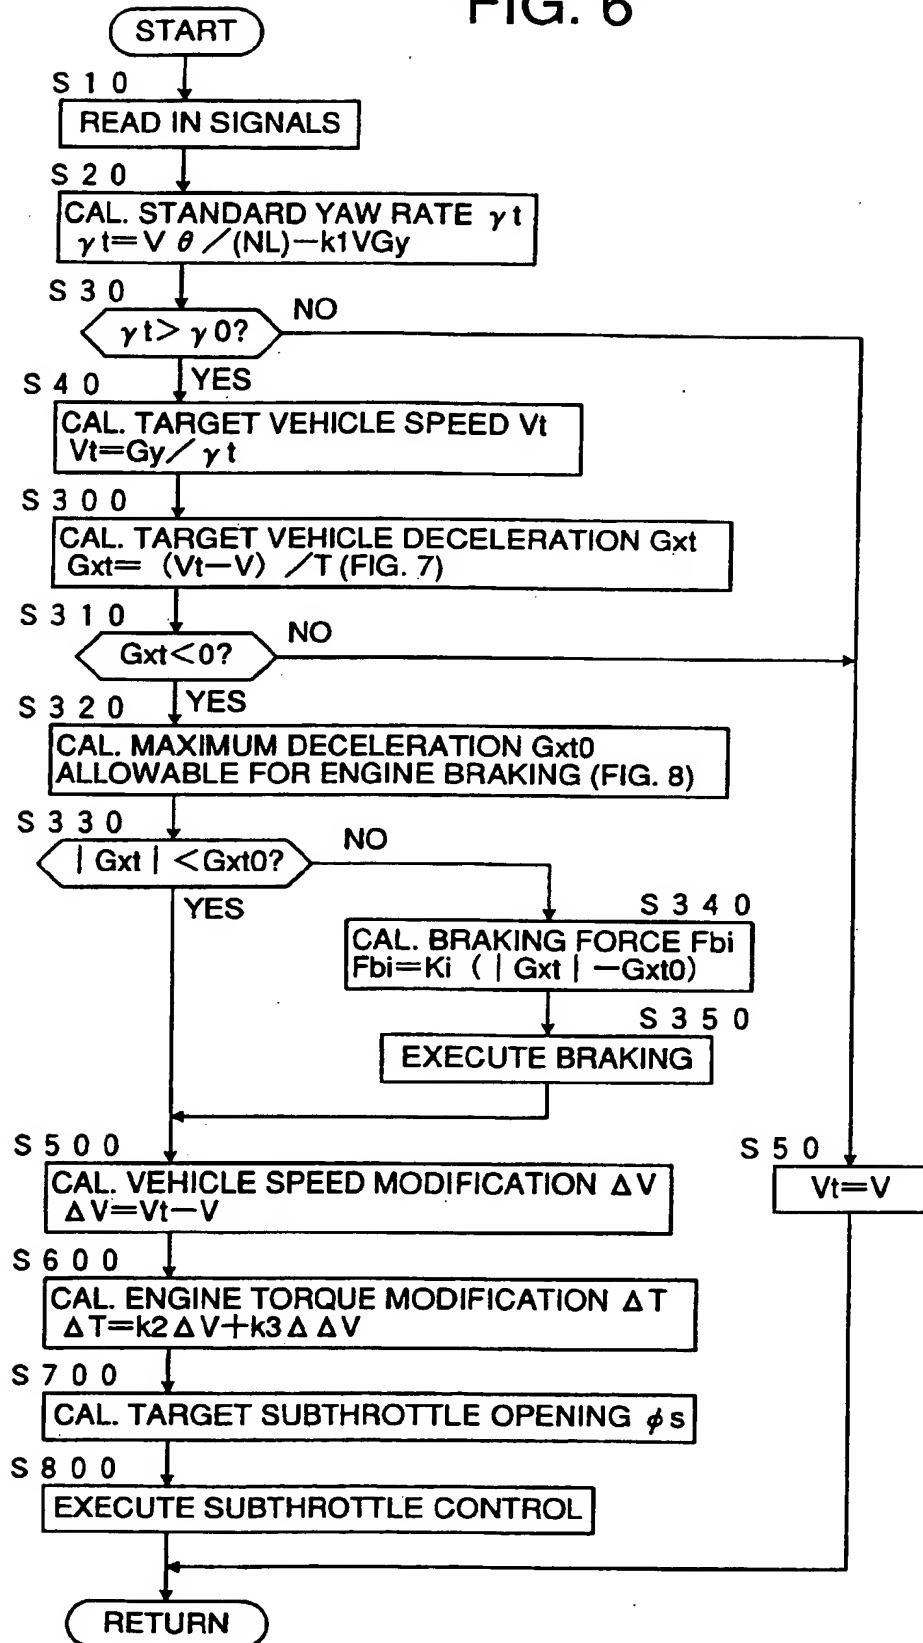 FIG. 6
START
S10
READ IN SIGNALS
S20
CAL. STANDARD YAW RATE γt
γt=Vθ/(NL)−k1VGy
S30
γt>γ0?
NO
YES
S40
CAL. TARGET VEHICLE SPEED Vt
Vt=Gy/γt
S300
CAL. TARGET VEHICLE DECELERATION Gxt
Gxt= (Vt−V) /T (FIG. 7)
S310
Gxt<0?
NO
YES
S320
CAL. MAXIMUM DECELERATION Gxt0
ALLOWABLE FOR ENGINE BRAKING (FIG. 8)
S330
| Gxt | <Gxt0?
NO
YES
S340
CAL. BRAKING FORCE Fbi
Fbi=Ki ( | Gxt | −Gxt0)
S350
EXECUTE BRAKING
S500
CAL. VEHICLE SPEED MODIFICATION ΔV
ΔV=Vt−V
S50
Vt=V
S600
CAL. ENGINE TORQUE MODIFICATION ΔT
ΔT=k2ΔV+k3ΔΔV
S700
CAL. TARGET SUBTHROTTLE OPENING φs
S800
EXECUTE SUBTHROTTLE CONTROL
RETURN